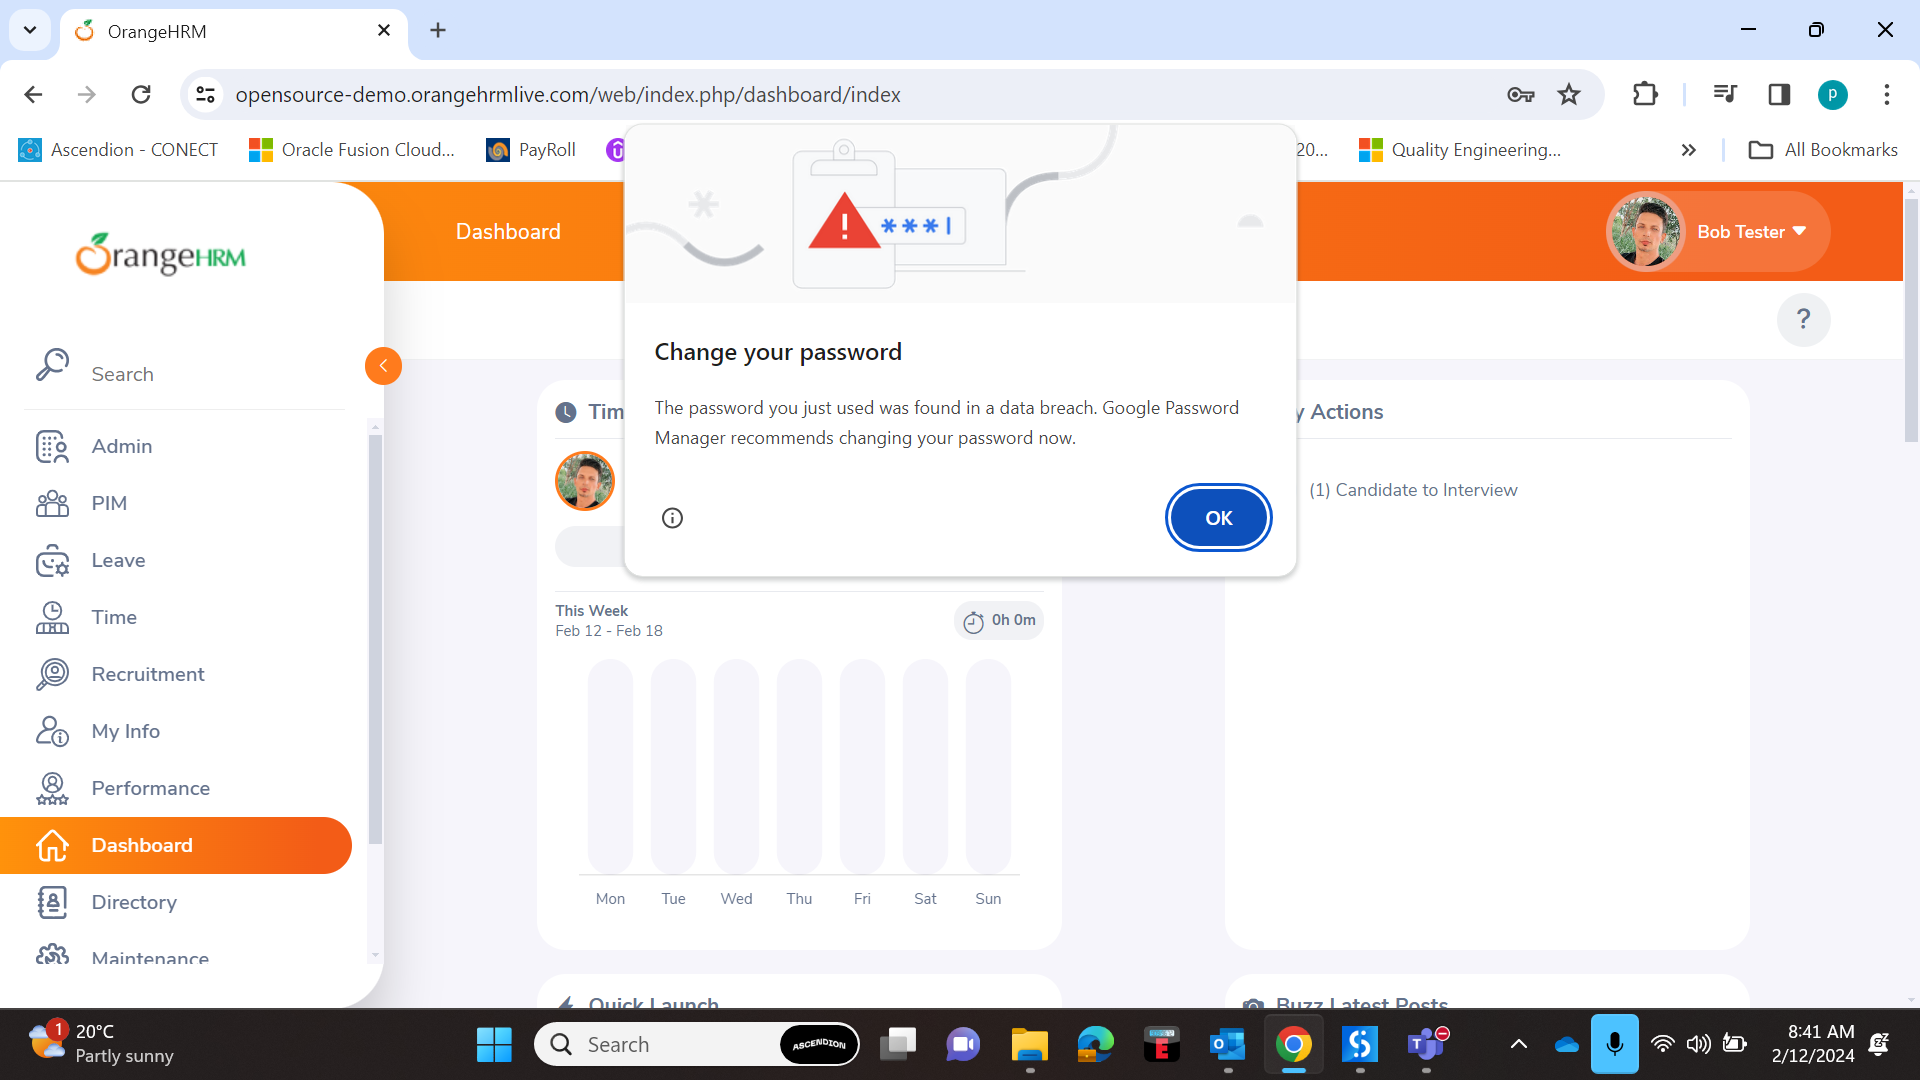 OrangeHRM
opensource-demo.orangehrmlive.com/web/index.php/dashboard/index
p
Ascendion - CONECT
Oracle Fusion Cloud...
PayRoll
20...
Quality Engineering...
All Bookmarks
OrangeHRM
Dashboard
Bob Tester
?
Search
Admin
PIM
Leave
Time
Recruitment
My Info
Performance
Dashboard
Directory
Maintenance
Change your password
The password you just used was found in a data breach. Google Password
Manager recommends changing your password now.
OK
Tim
y Actions
(1) Candidate to Interview
This Week
Feb 12 - Feb 18
0h 0m
Mon
Tue
Wed
Thu
Fri
Sat
Sun
Quick Launch
Buzz Latest Posts
1
20°C
Partly sunny
Search
ASCENDION
8:41 AM
2/12/2024